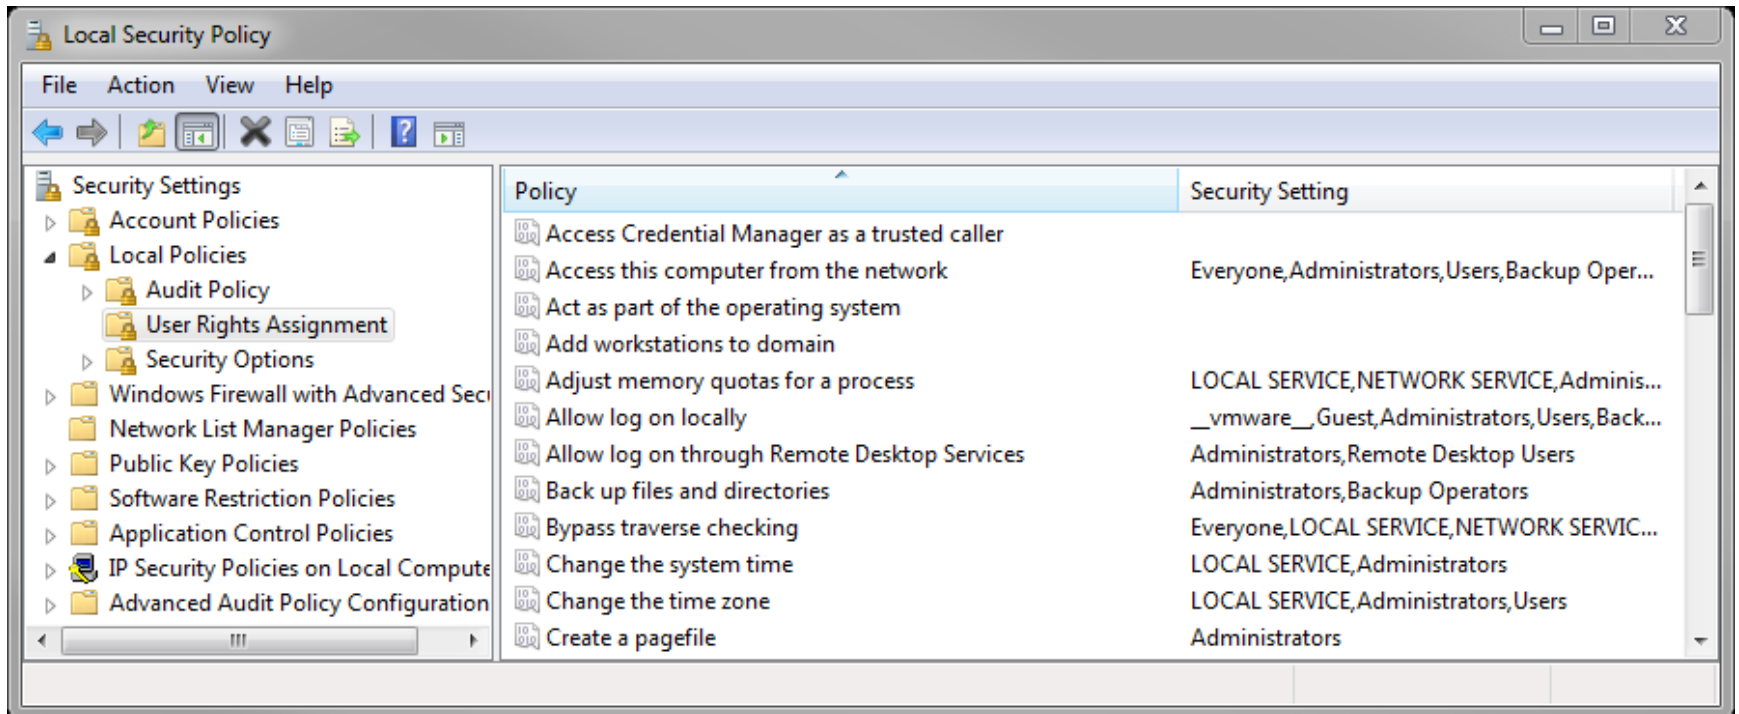 Local Security Policy
File Action View Help
Security Settings
Account Policies
Local Policies
Audit Policy
User Rights Assignment
Security Options
Windows Firewall with Advanced Secu
Network List Manager Policies
Public Key Policies
Software Restriction Policies
Application Control Policies
IP Security Policies on Local Compute
Advanced Audit Policy Configuration
Policy Security Setting
Access Credential Manager as a trusted caller
Access this computer from the network Everyone,Administrators,Users,Backup Oper...
Act as part of the operating system
Add workstations to domain
Adjust memory quotas for a process LOCAL SERVICE,NETWORK SERVICE,Adminis...
Allow log on locally __vmware__,Guest,Administrators,Users,Back...
Allow log on through Remote Desktop Services Administrators,Remote Desktop Users
Back up files and directories Administrators,Backup Operators
Bypass traverse checking Everyone,LOCAL SERVICE,NETWORK SERVIC...
Change the system time LOCAL SERVICE,Administrators
Change the time zone LOCAL SERVICE,Administrators,Users
Create a pagefile Administrators